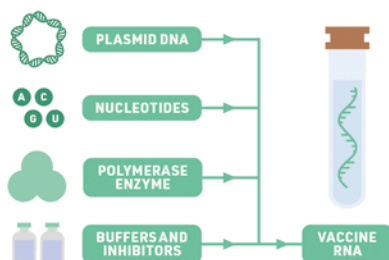 PLASMID DNA
A C
G U
NUCLEOTIDES
POLYMERASE
ENZYME
BUFFERS AND
INHIBITORS
VACCINE
RNA